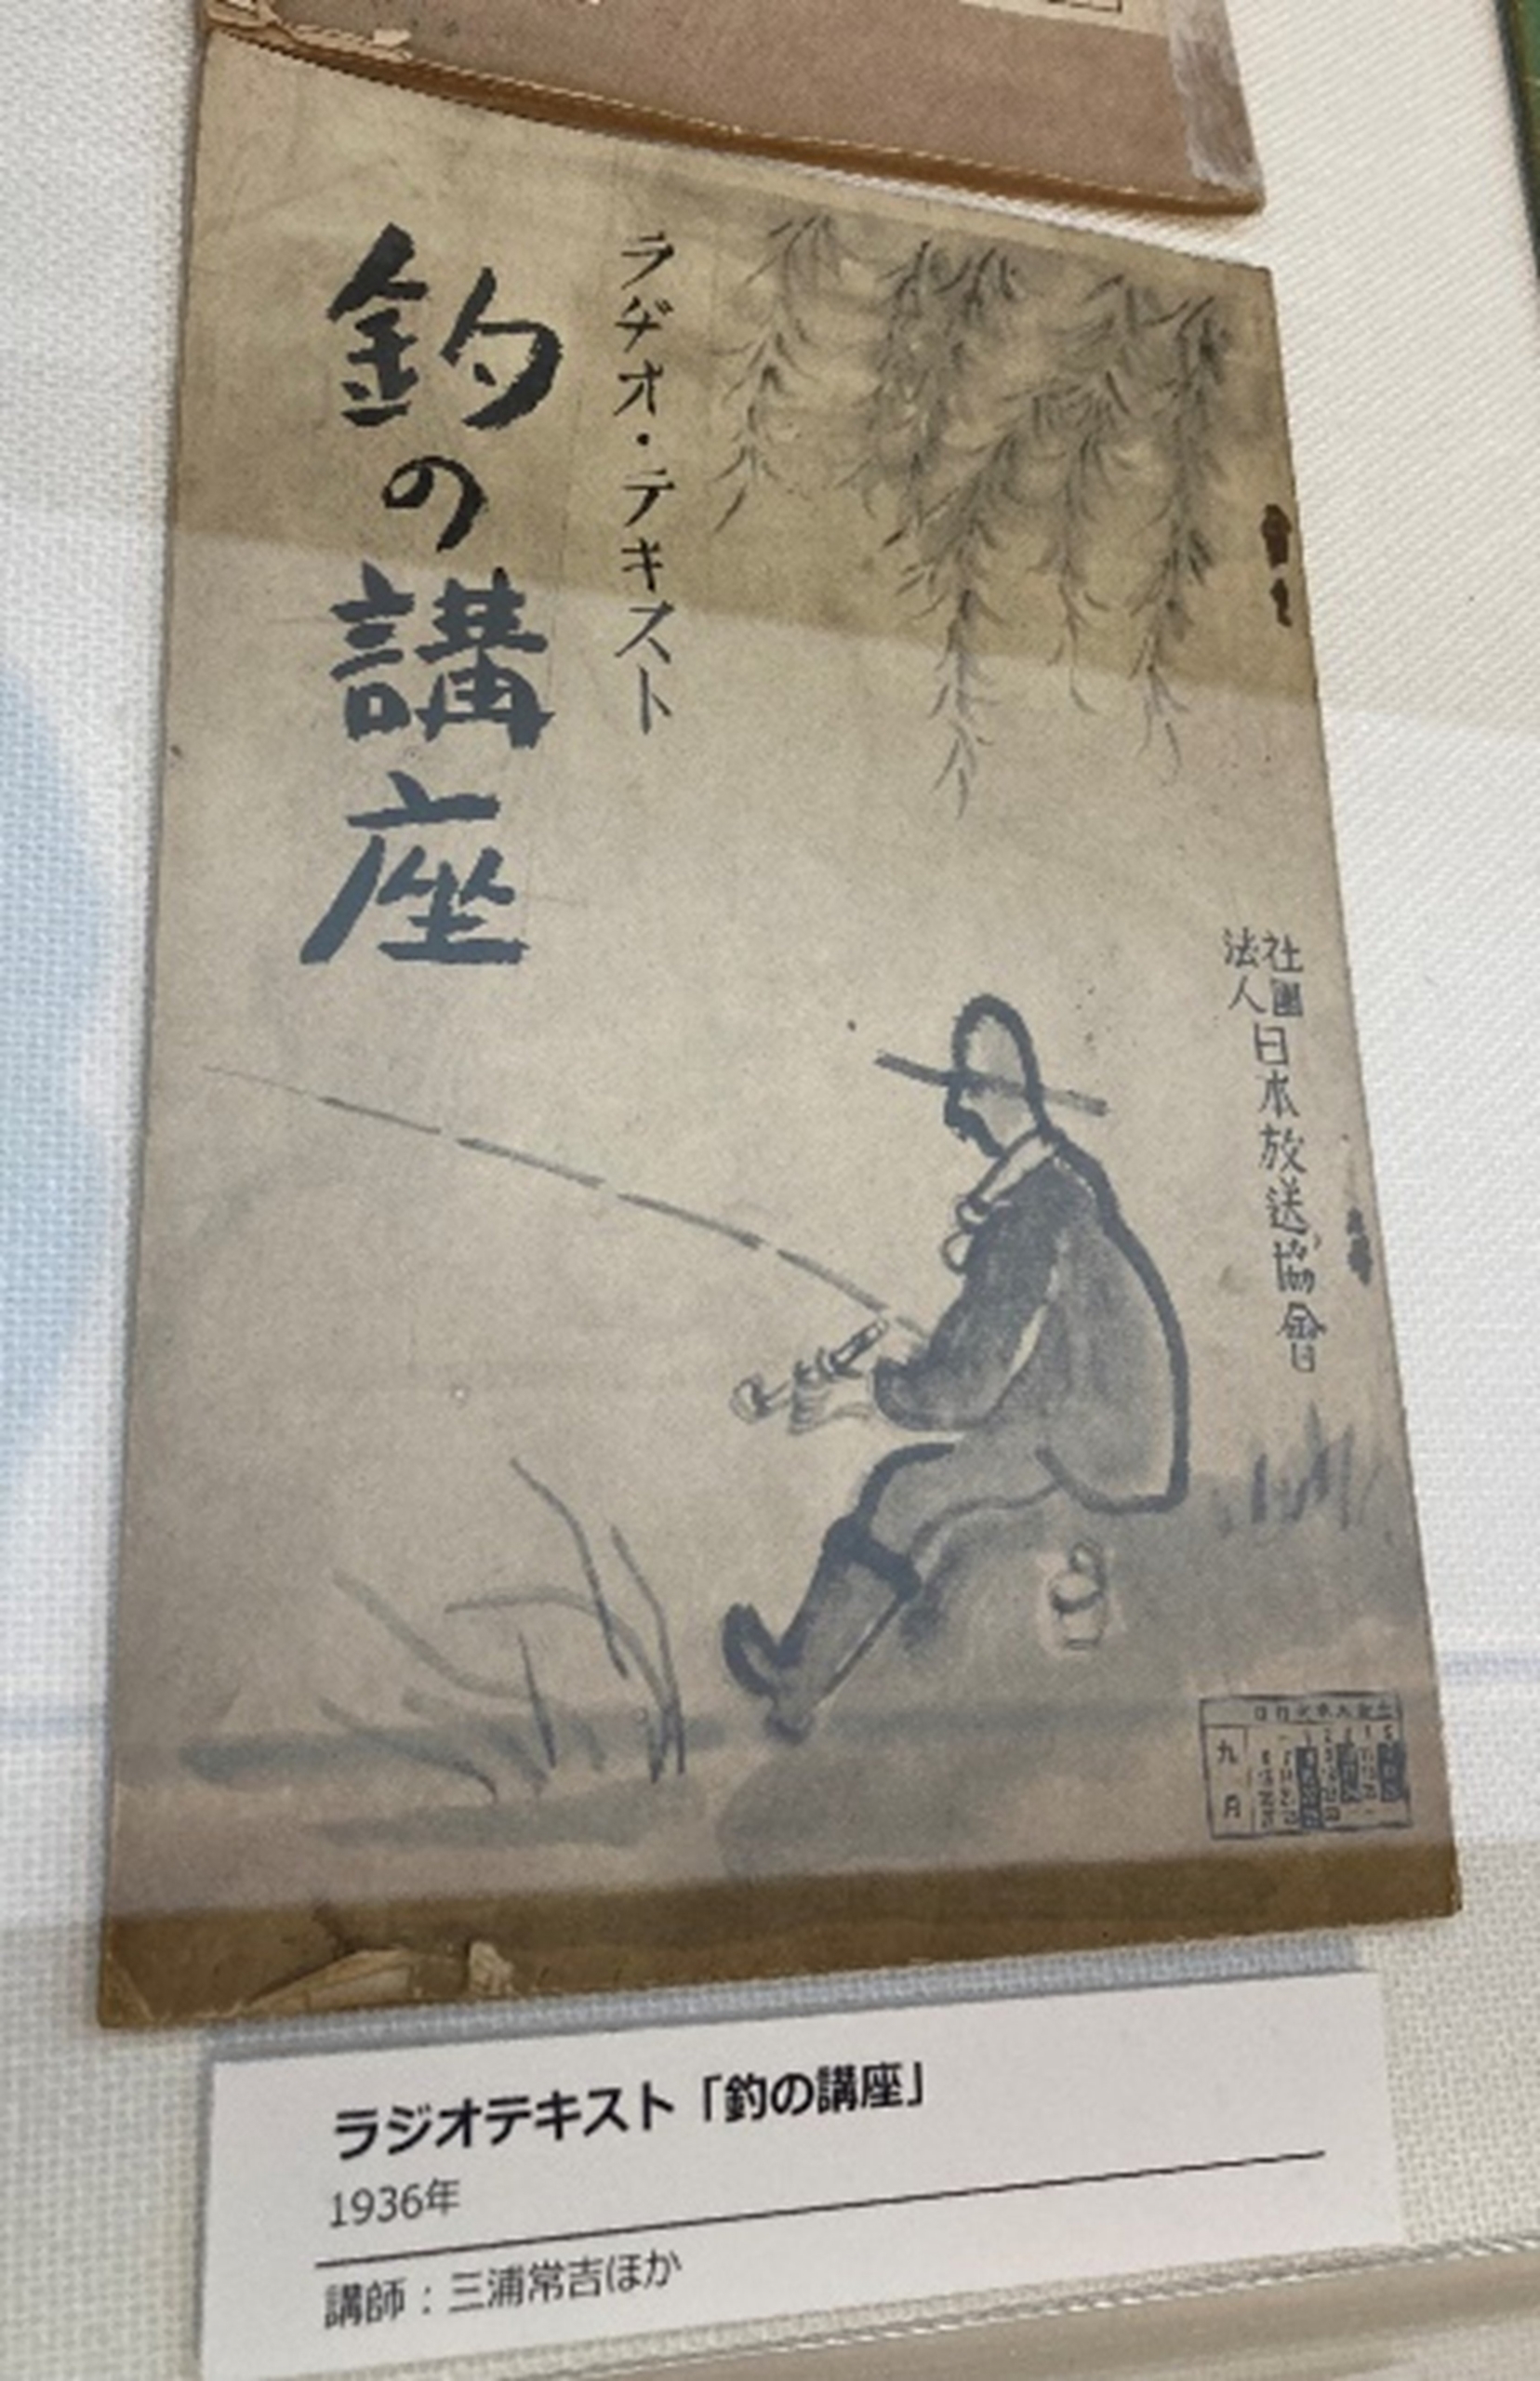 ラヂオ・テキスト
釣の講座
社團法人日本放送協會
九月
ラジオテキスト「釣の講座」
1936年
講師：三浦常吉ほか